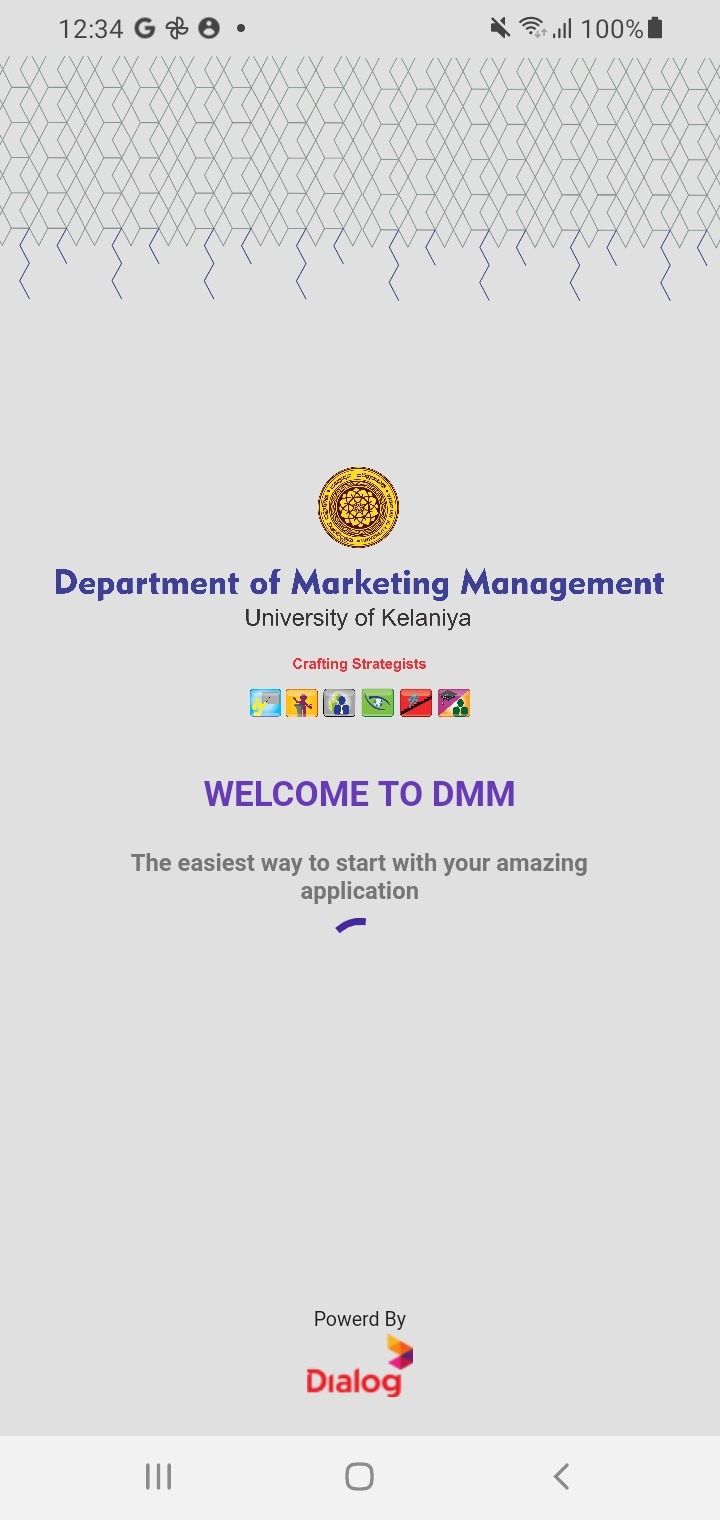 12:34
100%
Department of Marketing Management
University of Kelaniya
Crafting Strategists
WELCOME TO DMM
The easiest way to start with your amazing
application
Powerd By
Dialog